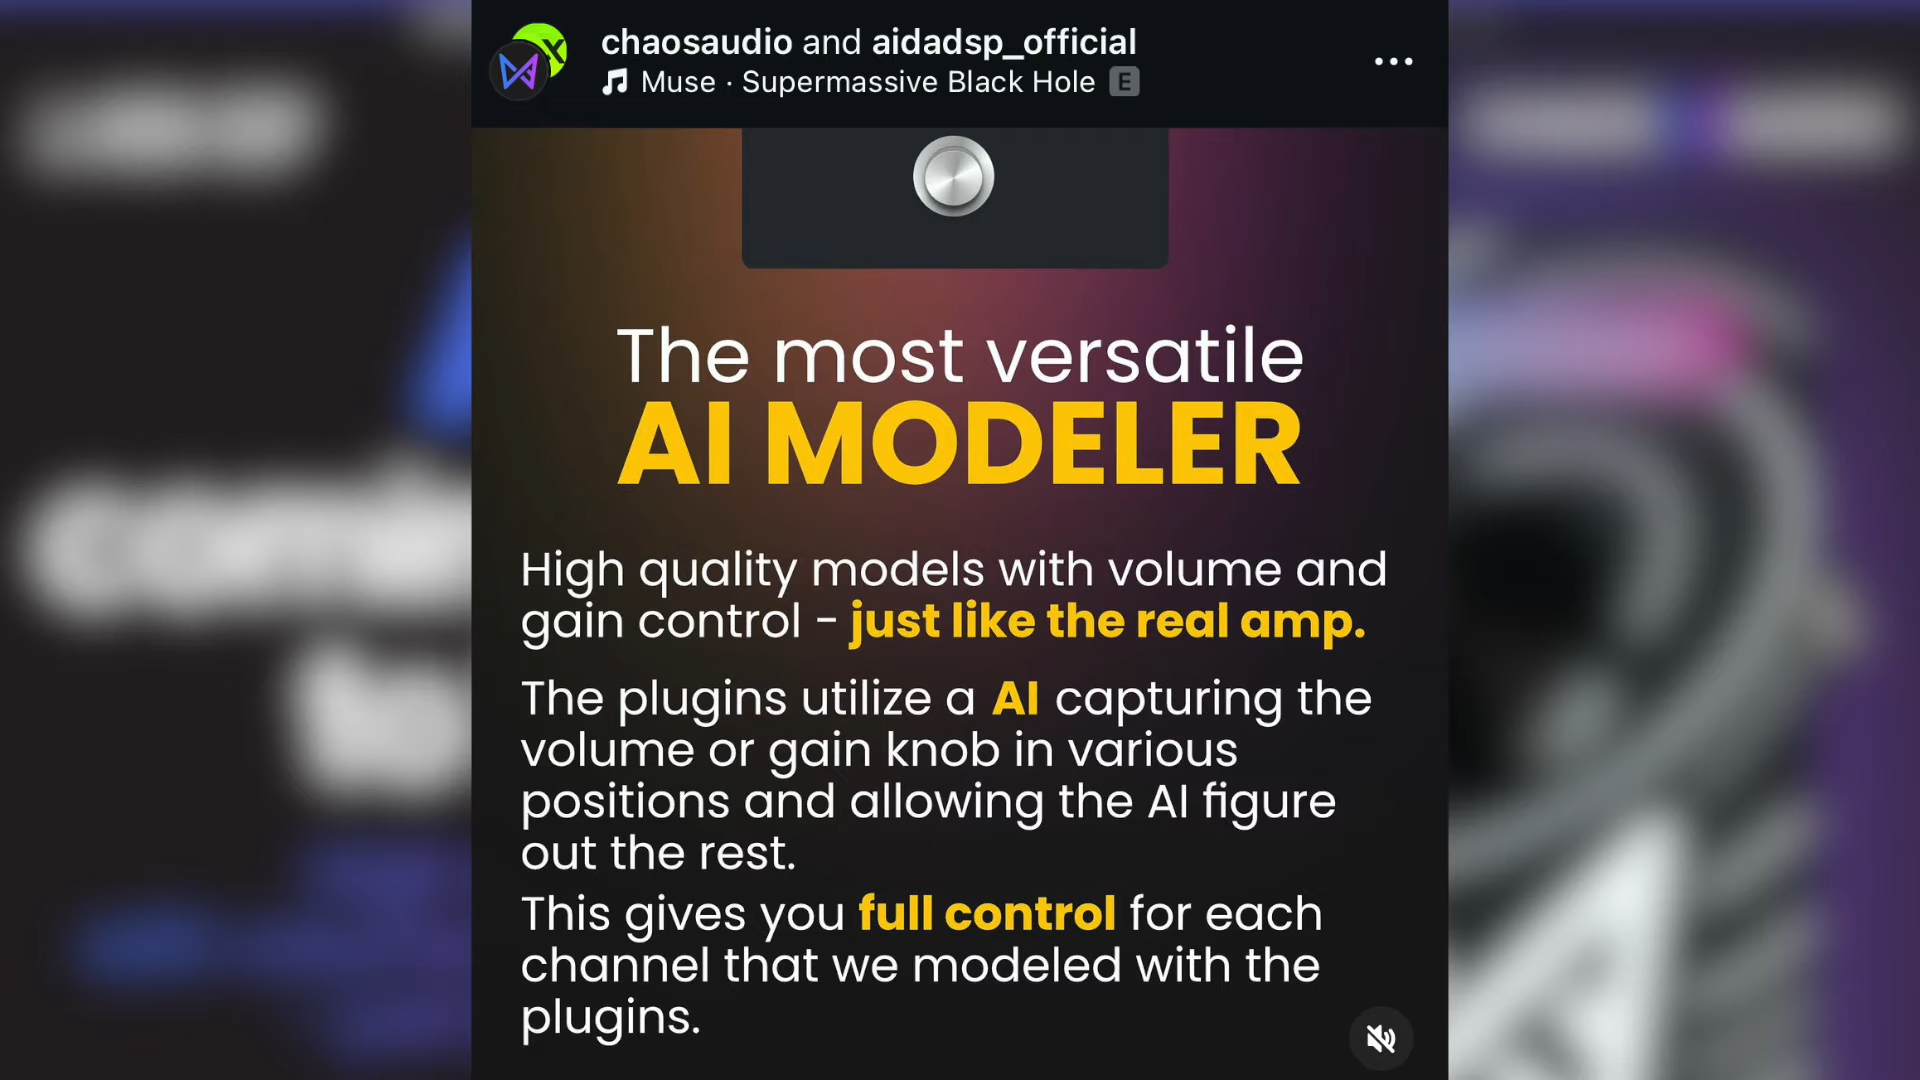 chaosaudio and aidadsp_official
Muse · Supermassive Black Hole E
The most versatile
AI MODELER
High quality models with volume and
gain control - just like the real amp.
The plugins utilize a AI capturing the
volume or gain knob in various
positions and allowing the AI figure
out the rest.
This gives you full control for each
channel that we modeled with the
plugins.